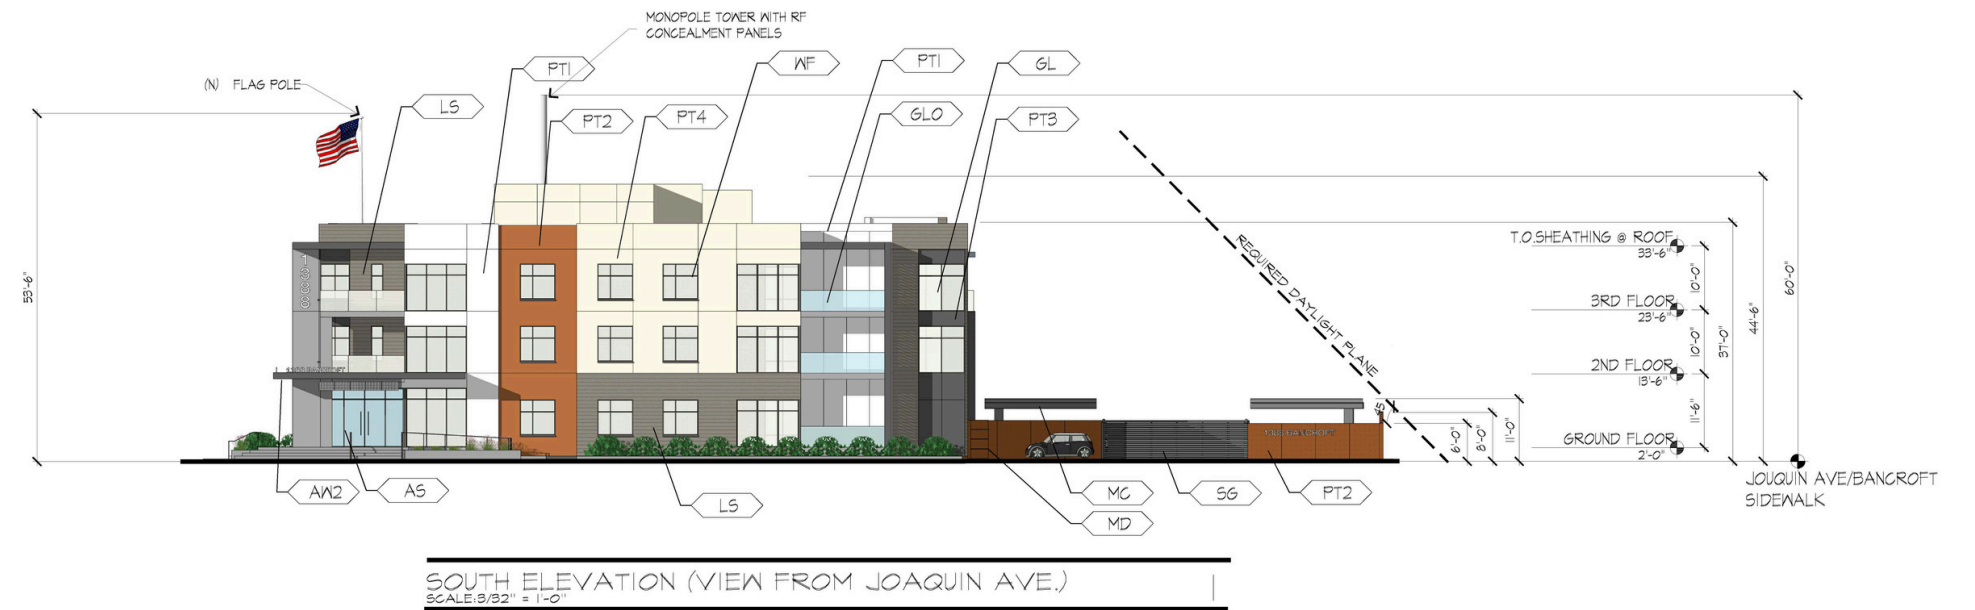 MONOPOLE TOWER WITH RF
CONCEALMENT PANELS
(N) FLAG POLE
LS
PT1
PT2
PT4
WF
PT1
GLO
GL
PT3
53'-6"
REQUIRED DAYLIGHT PLANE
45
T.O.SHEATHING @ ROOF
33'-6"
3RD FLOOR
23'-6"
2ND FLOOR
13'-6"
GROUND FLOOR
2'-0"
10'-0"
10'-0"
11'-6"
37'-0"
44'-6"
60'-0"
6'-0"
8'-0"
11'-0"
JOUQUIN AVE/BANCROFT
SIDEWALK
AW2
AS
LS
MC
MD
SG
PT2
SOUTH ELEVATION (VIEW FROM JOAQUIN AVE.)
SCALE:3/32" = 1'-0"